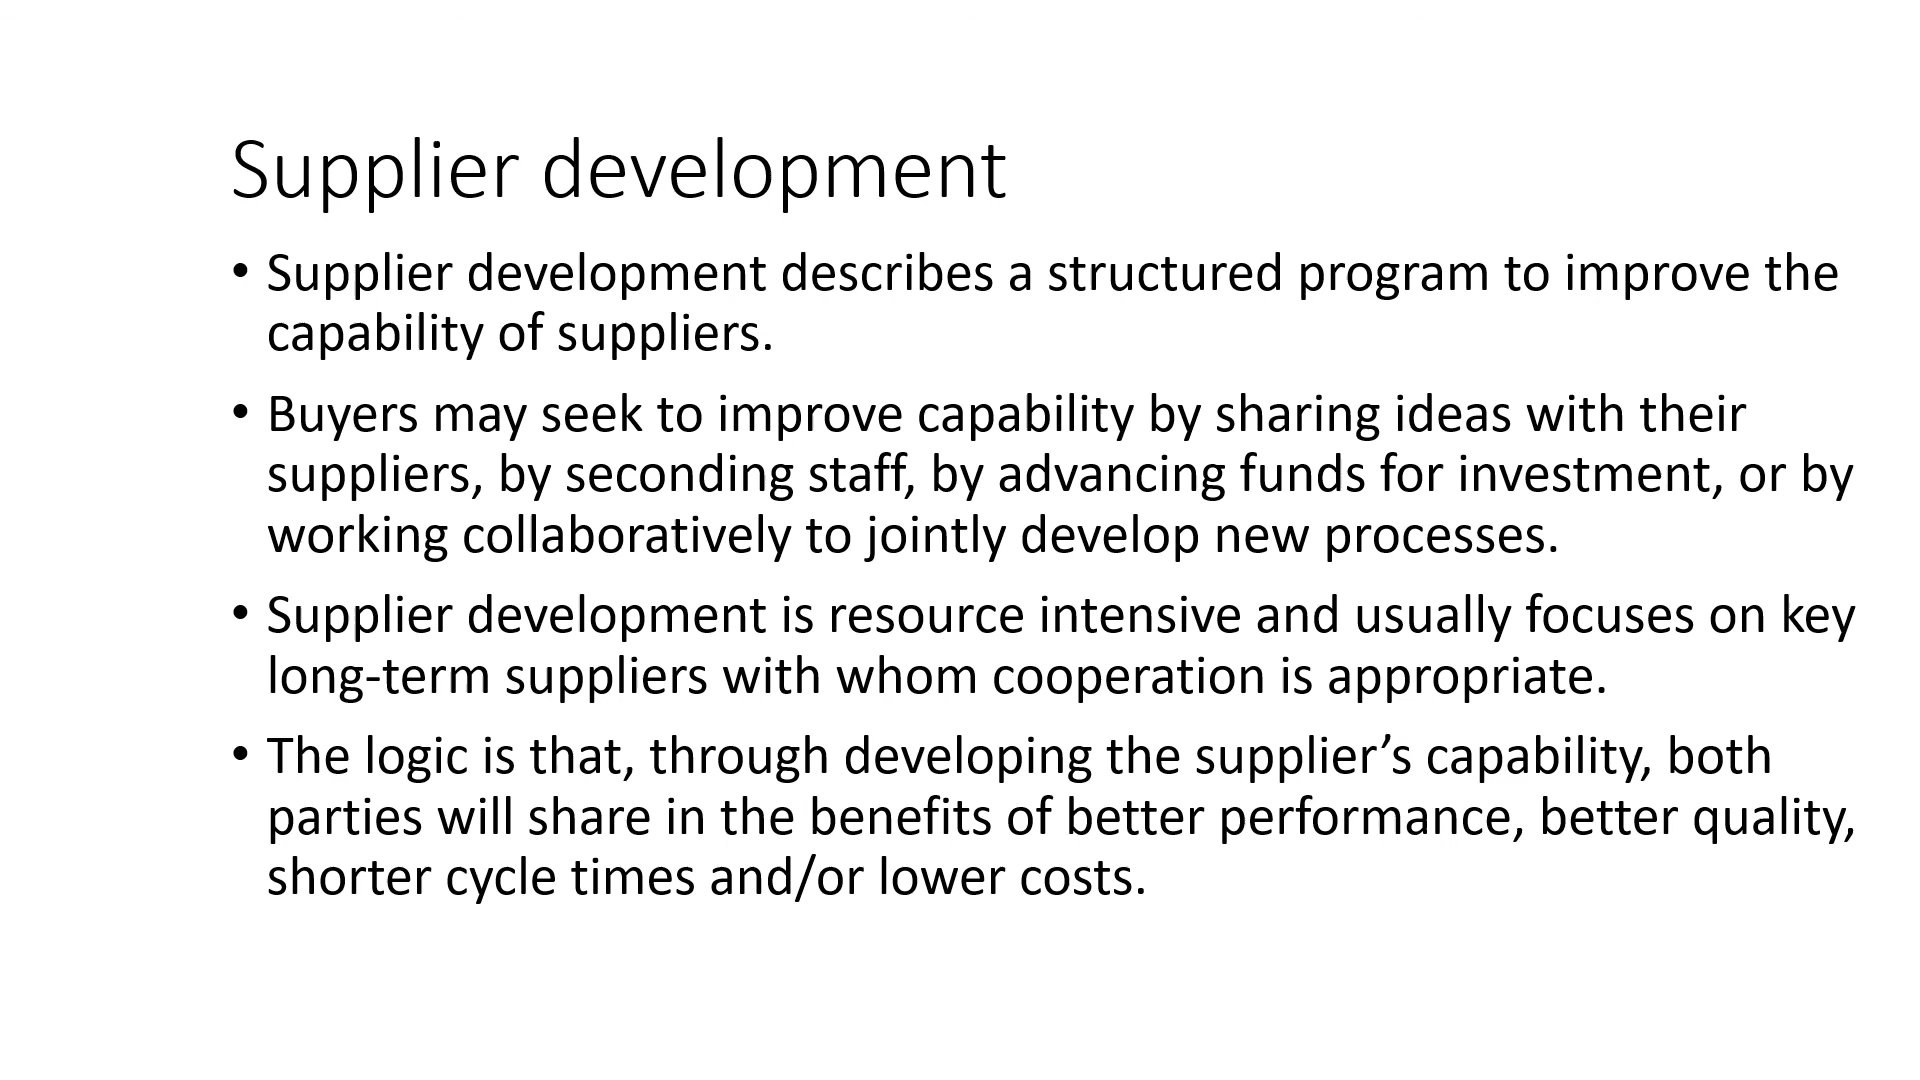 Supplier development
• Supplier development describes a structured program to improve the
capability of suppliers.
• Buyers may seek to improve capability by sharing ideas with their
suppliers, by seconding staff, by advancing funds for investment, or by
working collaboratively to jointly develop new processes.
• Supplier development is resource intensive and usually focuses on key
long-term suppliers with whom cooperation is appropriate.
• The logic is that, through developing the supplier’s capability, both
parties will share in the benefits of better performance, better quality,
shorter cycle times and/or lower costs.